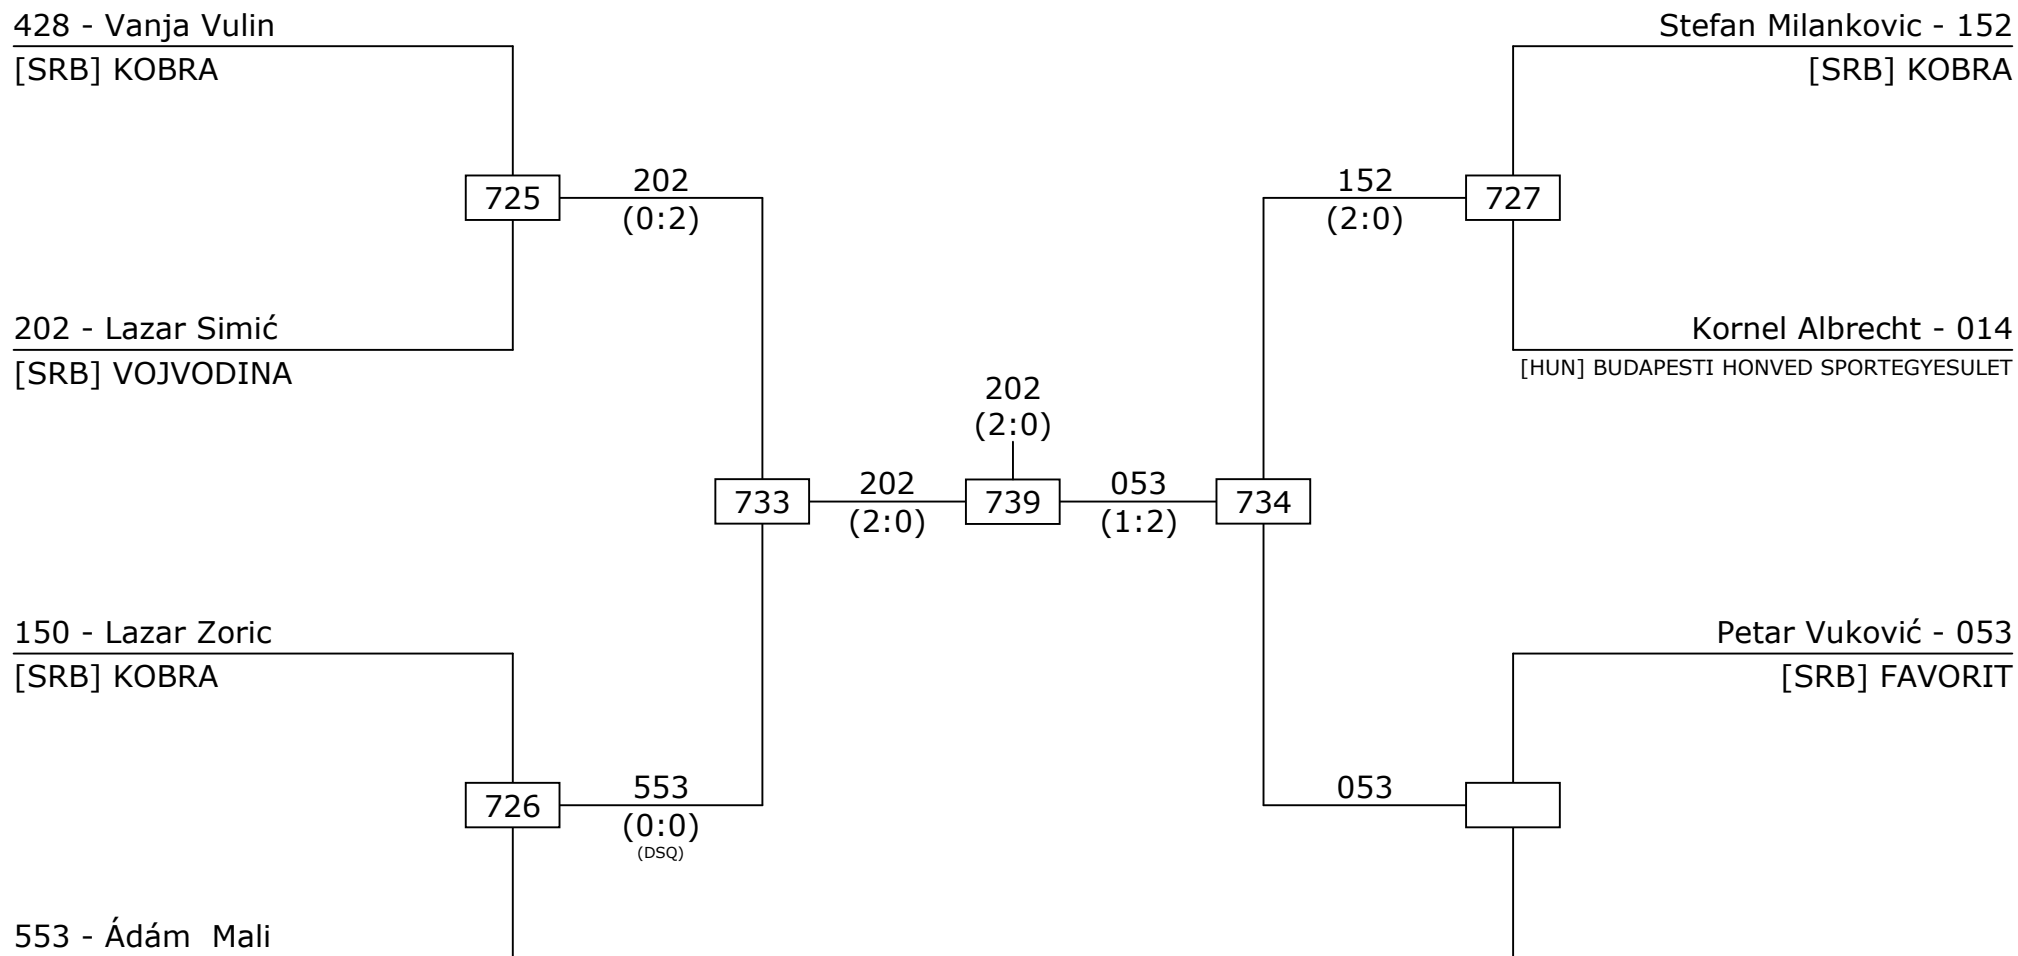 428 - Vanja Vulin
[SRB] KOBRA
725
202
(0:2)
202 - Lazar Simić
[SRB] VOJVODINA
733
202
(2:0)
150 - Lazar Zoric
[SRB] KOBRA
726
553
(0:0)
(DSQ)
553 - Ádám  Mali
202
(2:0)
739
Stefan Milankovic - 152
[SRB] KOBRA
152
(2:0)
727
Kornel Albrecht - 014
[HUN] BUDAPESTI HONVED SPORTEGYESULET
053
(1:2)
734
Petar Vuković - 053
[SRB] FAVORIT
053